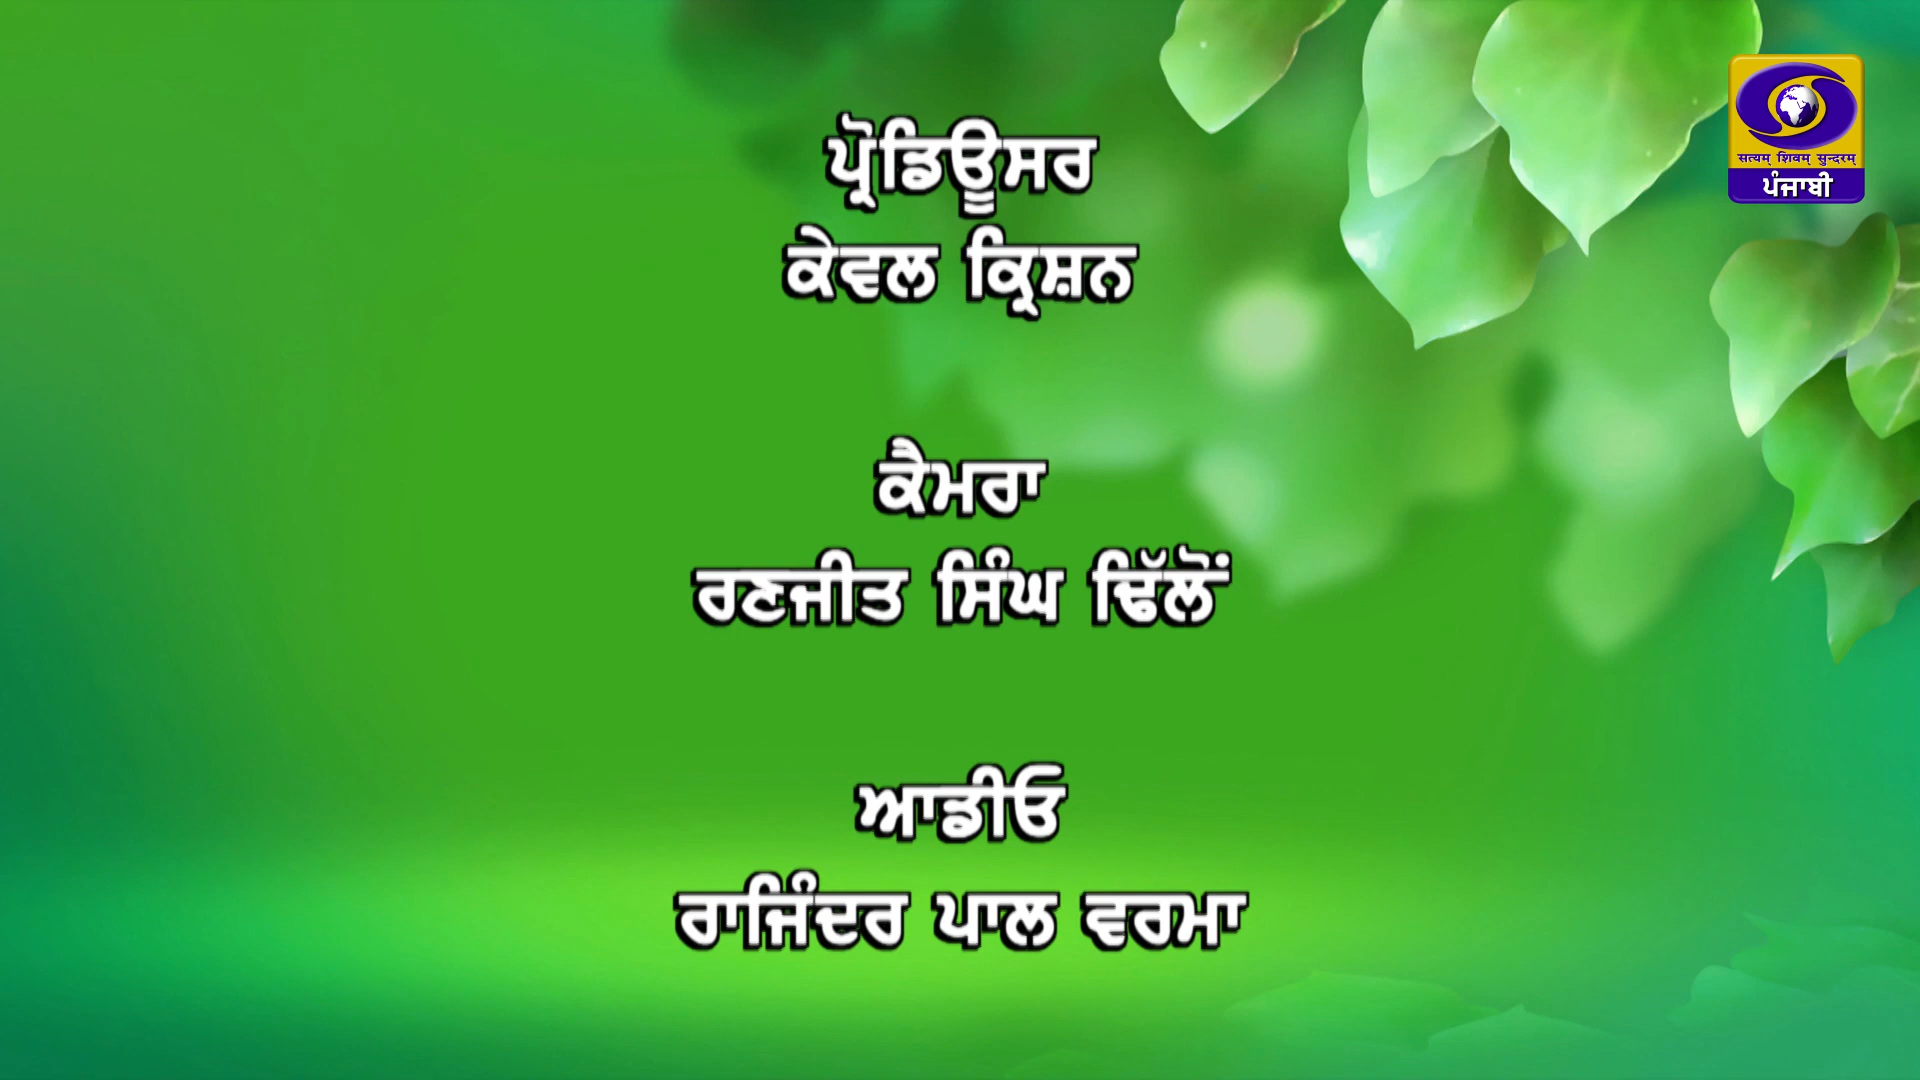 ਪ੍ਰੋਡਿਊਸਰ
ਕੇਵਲ ਕ੍ਰਿਸ਼ਨ
ਕੈਮਰਾ
ਰਣਜੀਤ ਸਿੰਘ ਢਿੱਲੋਂ
ਆਡੀਓ
ਰਾਜਿੰਦਰ ਪਾਲ ਵਰਮਾ
सत्यम् शिवम् सुन्दरम्
ਪੰਜਾਬੀ